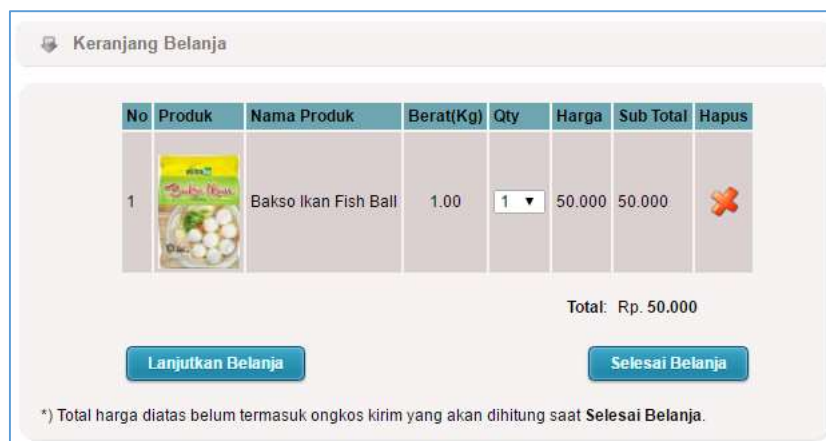 Keranjang Belanja
No Produk Nama Produk Berat(Kg) Qty Harga Sub Total Hapus
1 Bakso Ikan Bakso Ikan Fish Ball 1.00 1 50.000 50.000
Total: Rp. 50.000
Lanjutkan Belanja Selesai Belanja
*) Total harga diatas belum termasuk ongkos kirim yang akan dihitung saat Selesai Belanja.